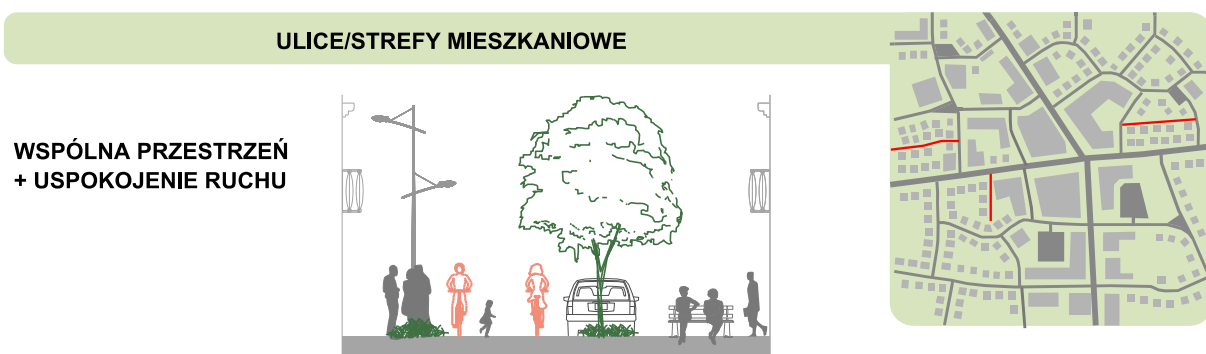 ULICE/STREFY MIESZKANIOWE
WSPÓLNA PRZESTRZEŃ
+ USPOKOJENIE RUCHU